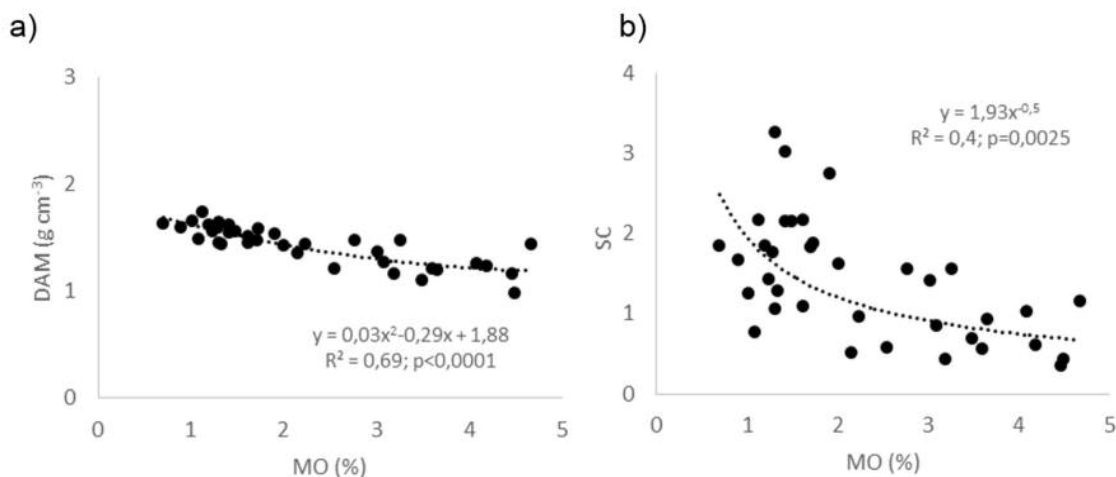 a)
3
2
1
0
DAM (g cm⁻³)
y = 0,03x²-0,29x + 1,88
R² = 0,69; p<0,0001
0 1 2 3 4 5
MO (%)
b)
4
3
2
1
0
SC
y = 1,93x⁻⁰,⁵
R² = 0,4; p=0,0025
0 1 2 3 4 5
MO (%)